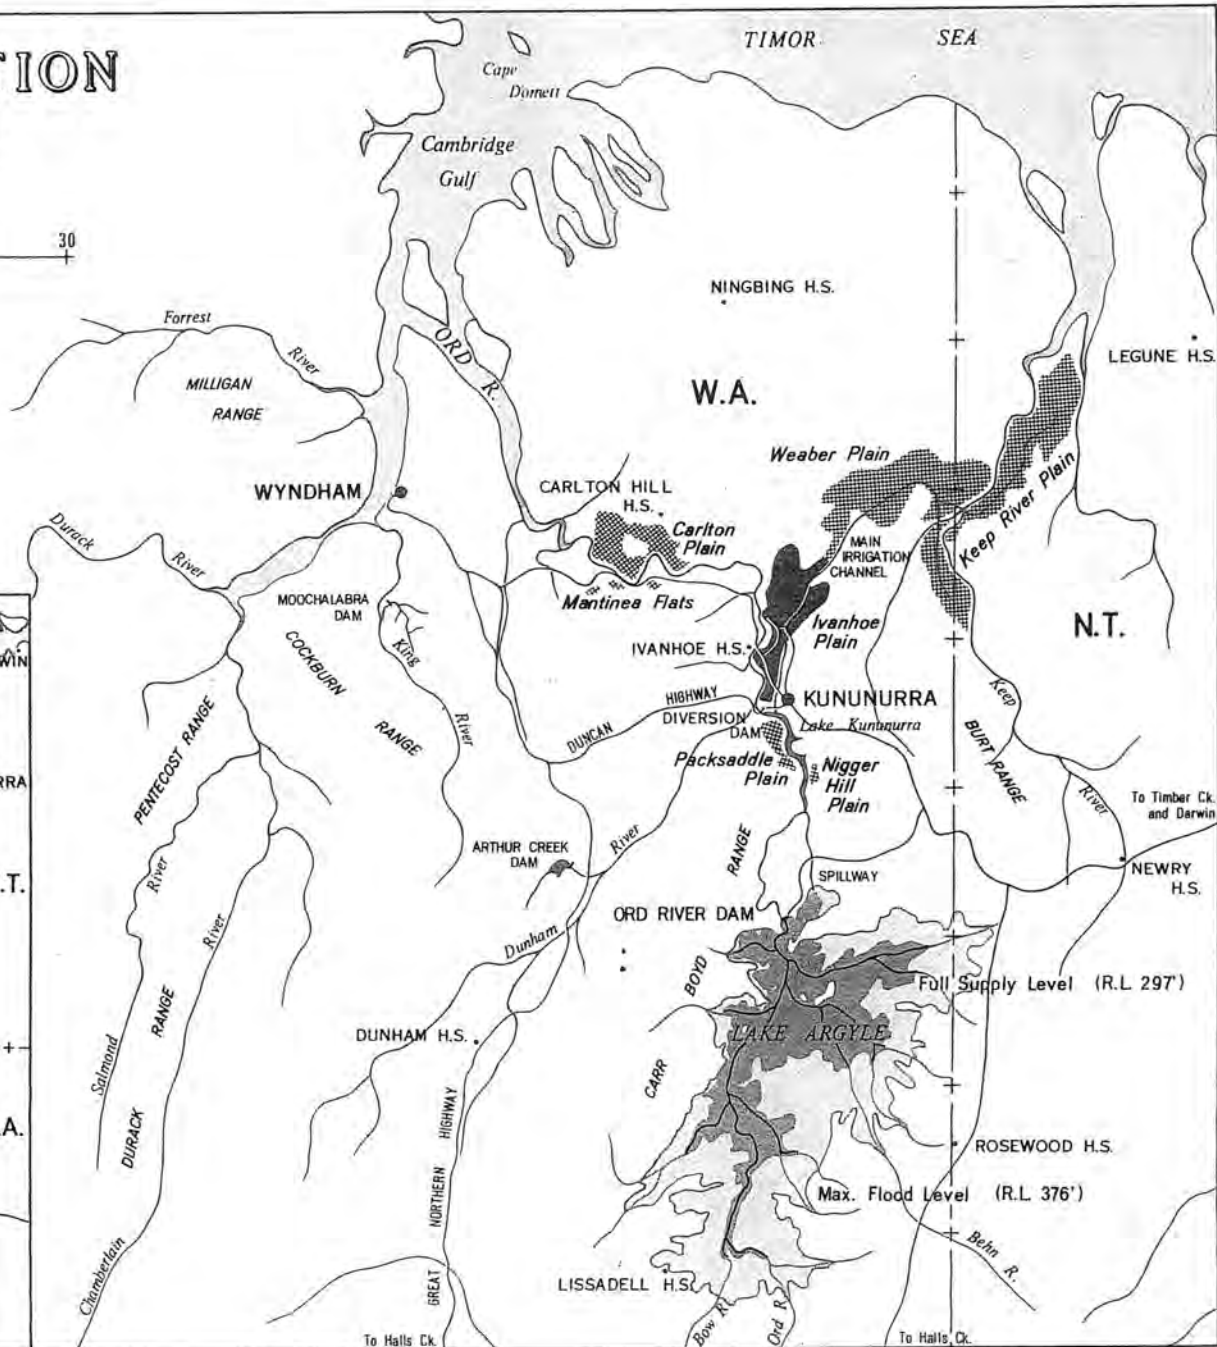 TION
TIMOR SEA
Cape
Domett
Cambridge
Gulf
30
NINGBING H.S.
Forrest
River
ORD R.
LEGUNE H.S.
MILLIGAN
RANGE
W.A.
Weaber Plain
WYNDHAM
CARLTON HILL
H.S.
Carlton
Plain
Keep River Plain
Durack
River
MAIN
IRRIGATION
CHANNEL
MOOCHALABRA
DAM
Mantinea Flats
Ivanhoe
Plain
N.T.
WIN
COCKBURN
RANGE
King
River
IVANHOE H.S.
KUNUNURRA
Keep
River
PENTECOST RANGE
DUNCAN HIGHWAY
DIVERSION
DAM
Lake Kununurra
BURT RANGE
RRA
Packsaddle
Plain
Nigger
Hill
Plain
To Timber Ck.
and Darwin
ARTHUR CREEK
DAM
River
RANGE
NEWRY
H.S.
.T.
River
SPILLWAY
River
ORD RIVER DAM
Dunham
BOYD
Full Supply Level (R.L. 297')
RANGE
DUNHAM H.S.
LAKE ARGYLE
Salmond
CARR
A.
DURACK
HIGHWAY
ROSEWOOD H.S.
NORTHERN
Max. Flood Level (R.L. 376')
Behn R.
Chamberlain
GREAT
LISSADELL H.S.
Bow R.
Ord R.
To Halls Ck.
To Halls Ck.